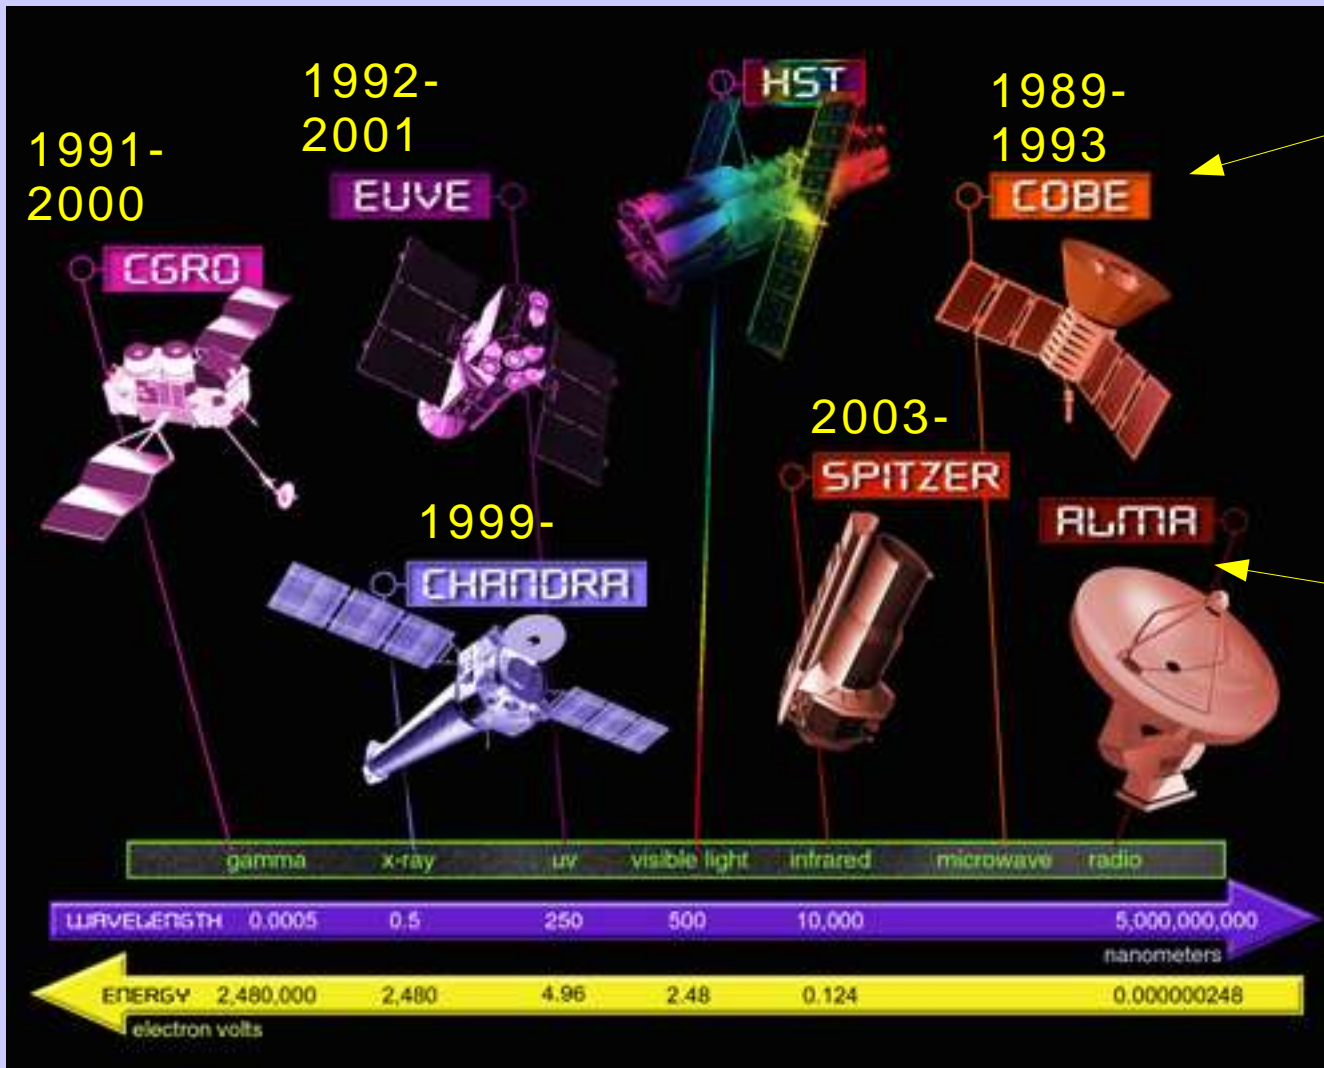 1991-
2000
CGRO
1992-
2001
EUVE
HST
1989-
1993
COBE
2003-
SPITZER
ALMA
1999-
CHANDRA
gamma x-ray uv visible light infrared microwave radio
WAVELENGTH 0.0005 0.5 250 500 10,000 5,000,000,000
nanometers
ENERGY 2,480,000 2,480 4.96 2.48 0.124 0.000000248
electron volts